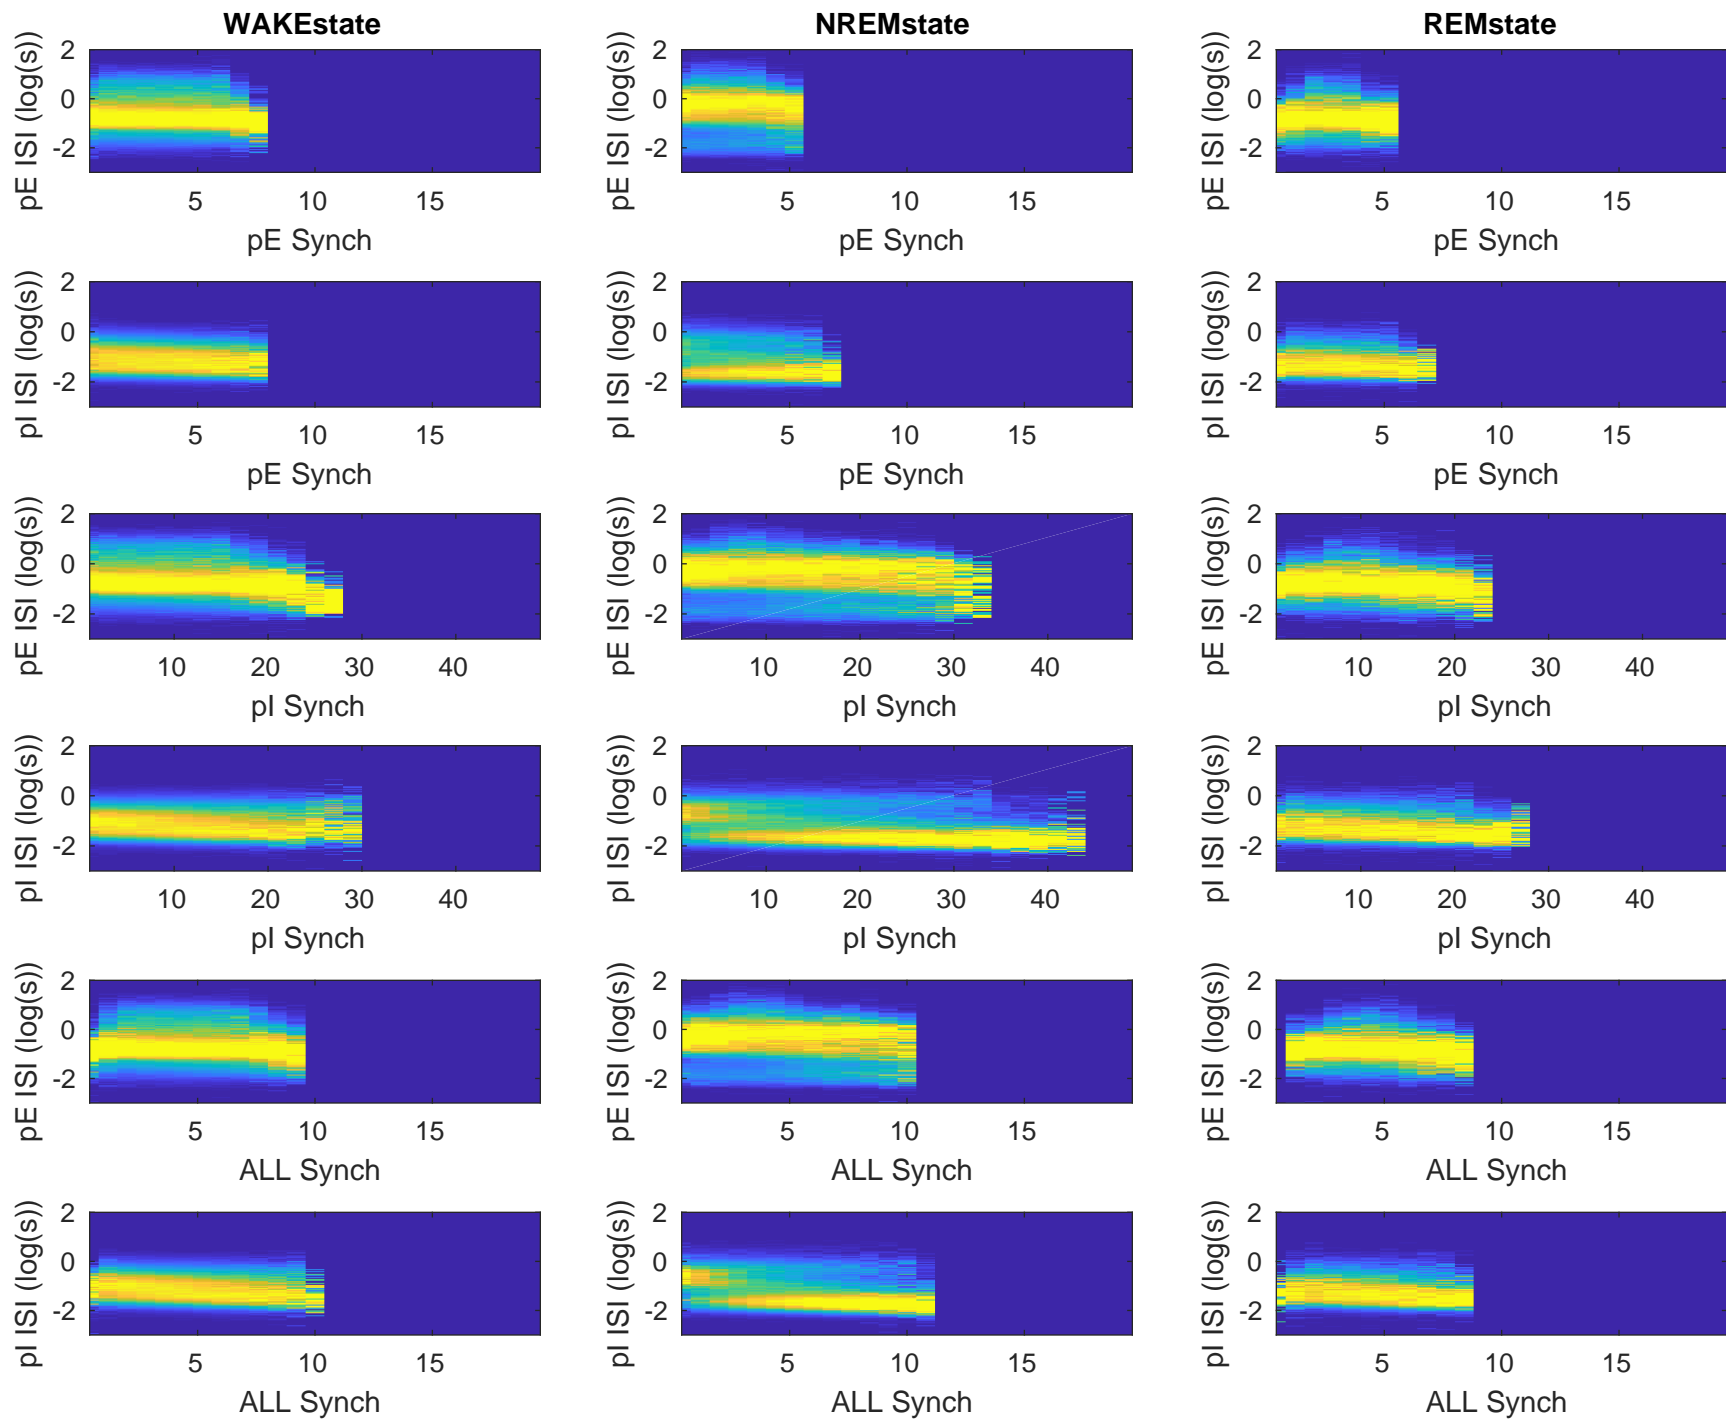 WAKEstate NREMstate REMstate
pE ISI (log(s)) 2 0 -2 pE ISI (log(s)) 2 0 -2 pE ISI (log(s)) 2 0 -2
5 10 15 5 10 15 5 10 15
pE Synch pE Synch pE Synch
pI ISI (log(s)) 2 0 -2 pI ISI (log(s)) 2 0 -2 pI ISI (log(s)) 2 0 -2
5 10 15 5 10 15 5 10 15
pE Synch pE Synch pE Synch
pE ISI (log(s)) 2 0 -2 pE ISI (log(s)) 2 0 -2 pE ISI (log(s)) 2 0 -2
10 20 30 40 10 20 30 40 10 20 30 40
pI Synch pI Synch pI Synch
pI ISI (log(s)) 2 0 -2 pI ISI (log(s)) 2 0 -2 pI ISI (log(s)) 2 0 -2
10 20 30 40 10 20 30 40 10 20 30 40
pI Synch pI Synch pI Synch
pE ISI (log(s)) 2 0 -2 pE ISI (log(s)) 2 0 -2 pE ISI (log(s)) 2 0 -2
5 10 15 5 10 15 5 10 15
ALL Synch ALL Synch ALL Synch
pI ISI (log(s)) 2 0 -2 pI ISI (log(s)) 2 0 -2 pI ISI (log(s)) 2 0 -2
5 10 15 5 10 15 5 10 15
ALL Synch ALL Synch ALL Synch